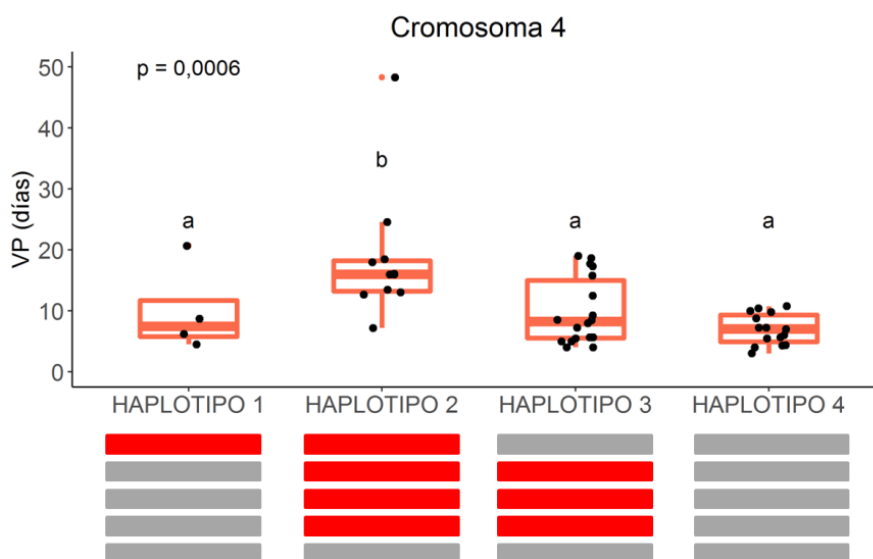 Cromosoma 4
p = 0,0006
VP (días)
50
40
30
20
10
0
a
b
a
a
HAPLOTIPO 1
HAPLOTIPO 2
HAPLOTIPO 3
HAPLOTIPO 4